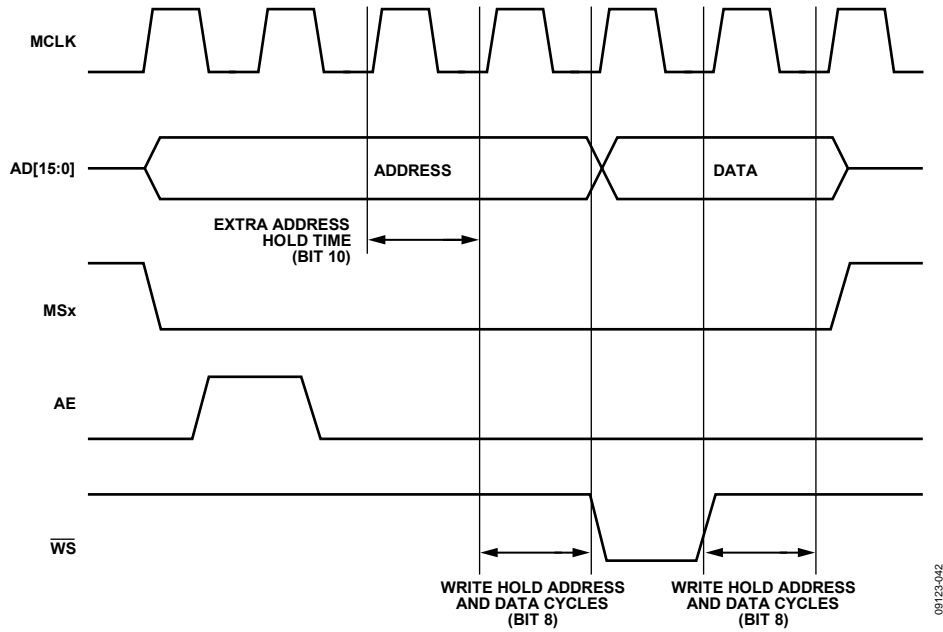 MCLK
AD[15:0]
ADDRESS
DATA
EXTRA ADDRESS
HOLD TIME
(BIT 10)
MSx
AE
WS
WRITE HOLD ADDRESS
AND DATA CYCLES
(BIT 8)
WRITE HOLD ADDRESS
AND DATA CYCLES
(BIT 8)
09123-042